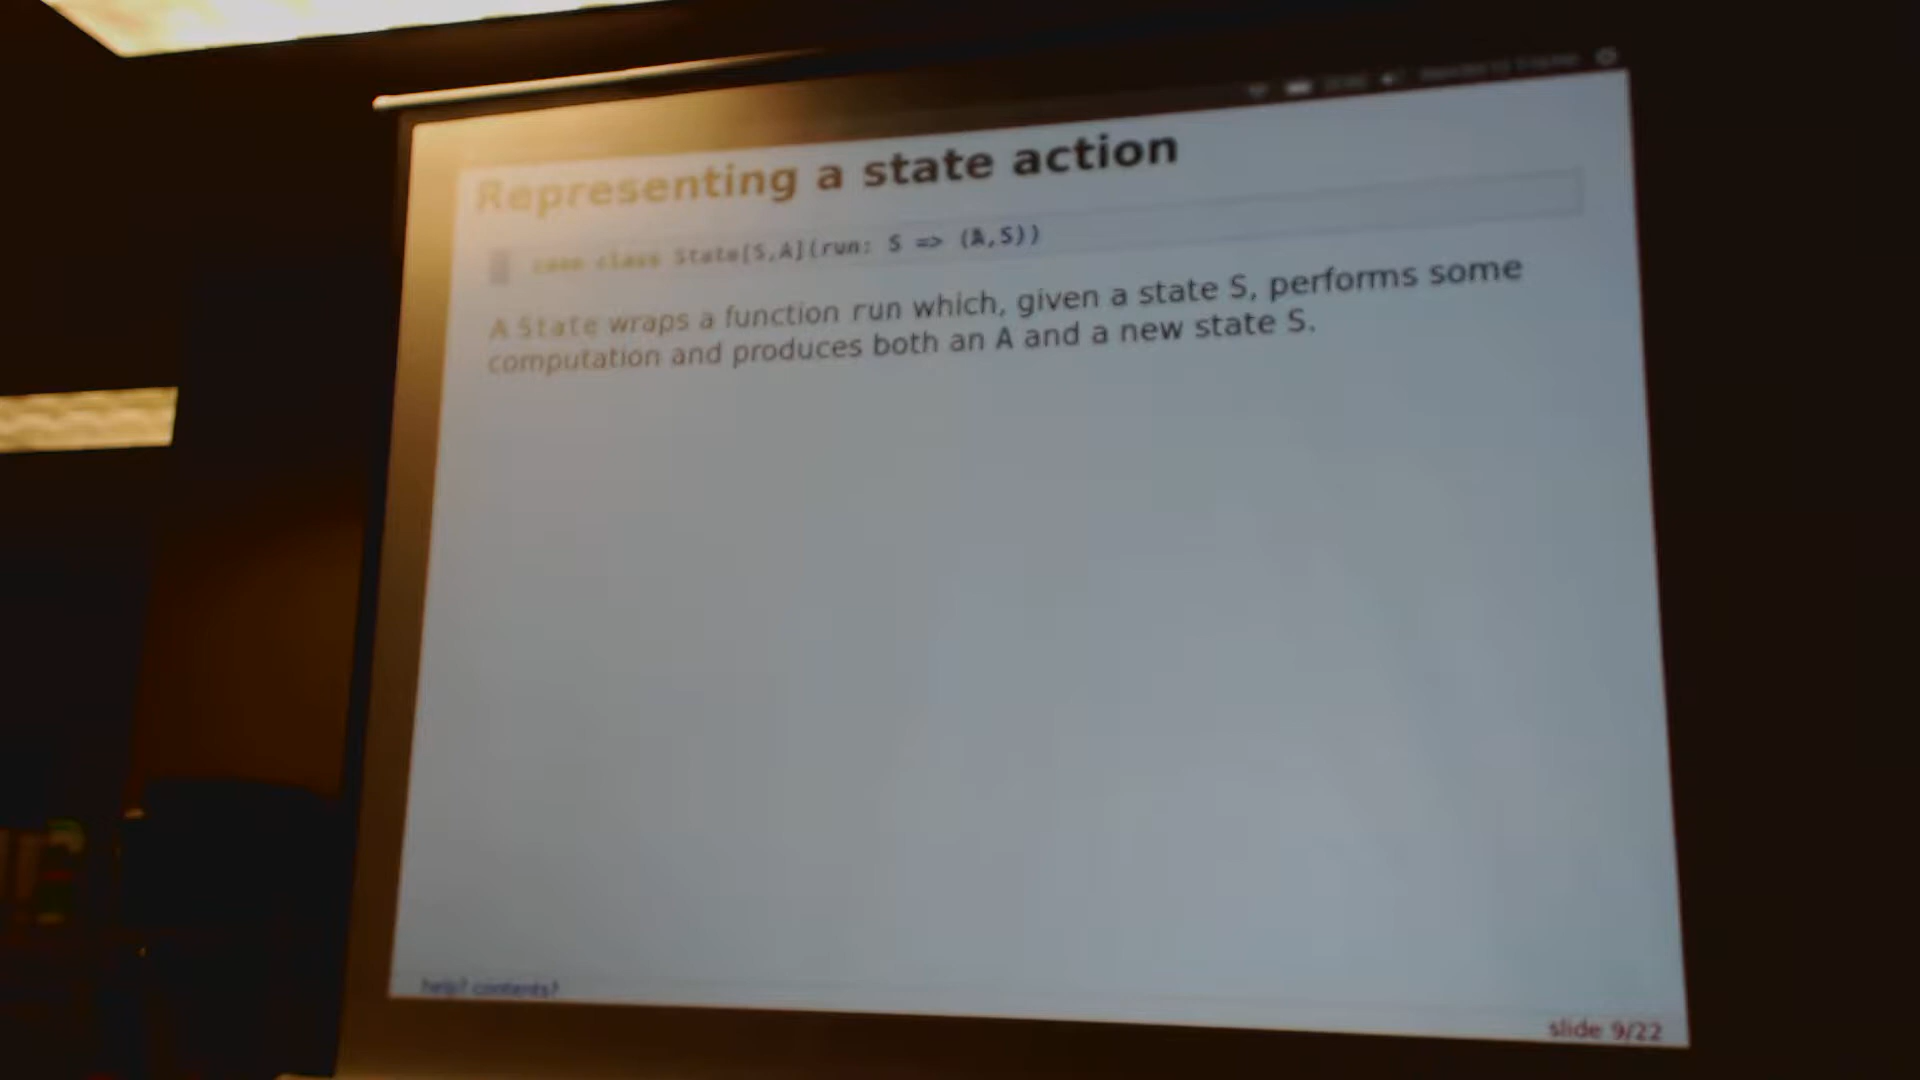 Representing a state action
case class State[S,A](run: S => (A,S))
A State wraps a function run which, given a state S, performs some
computation and produces both an A and a new state S.
help? contents?
slide 9/22